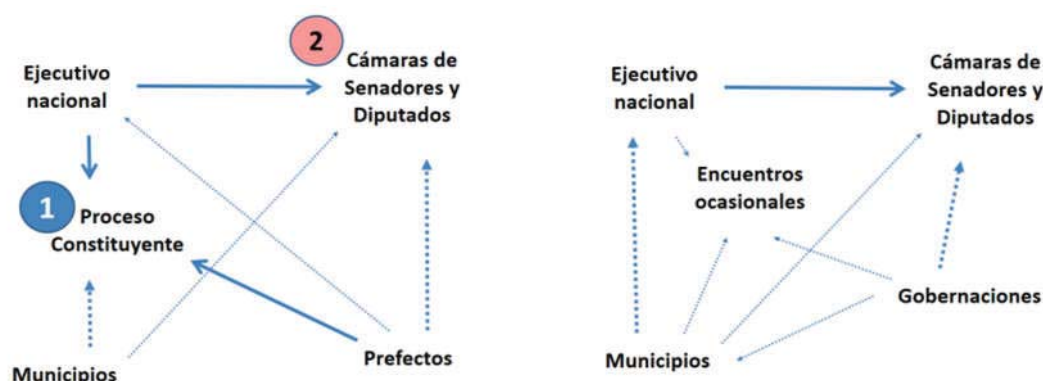 2
Ejecutivo
nacional
Cámaras de
Senadores y
Diputados
1
Proceso
Constituyente
Municipios
Prefectos
Ejecutivo
nacional
Cámaras de
Senadores y
Diputados
Encuentros
ocasionales
Gobernaciones
Municipios